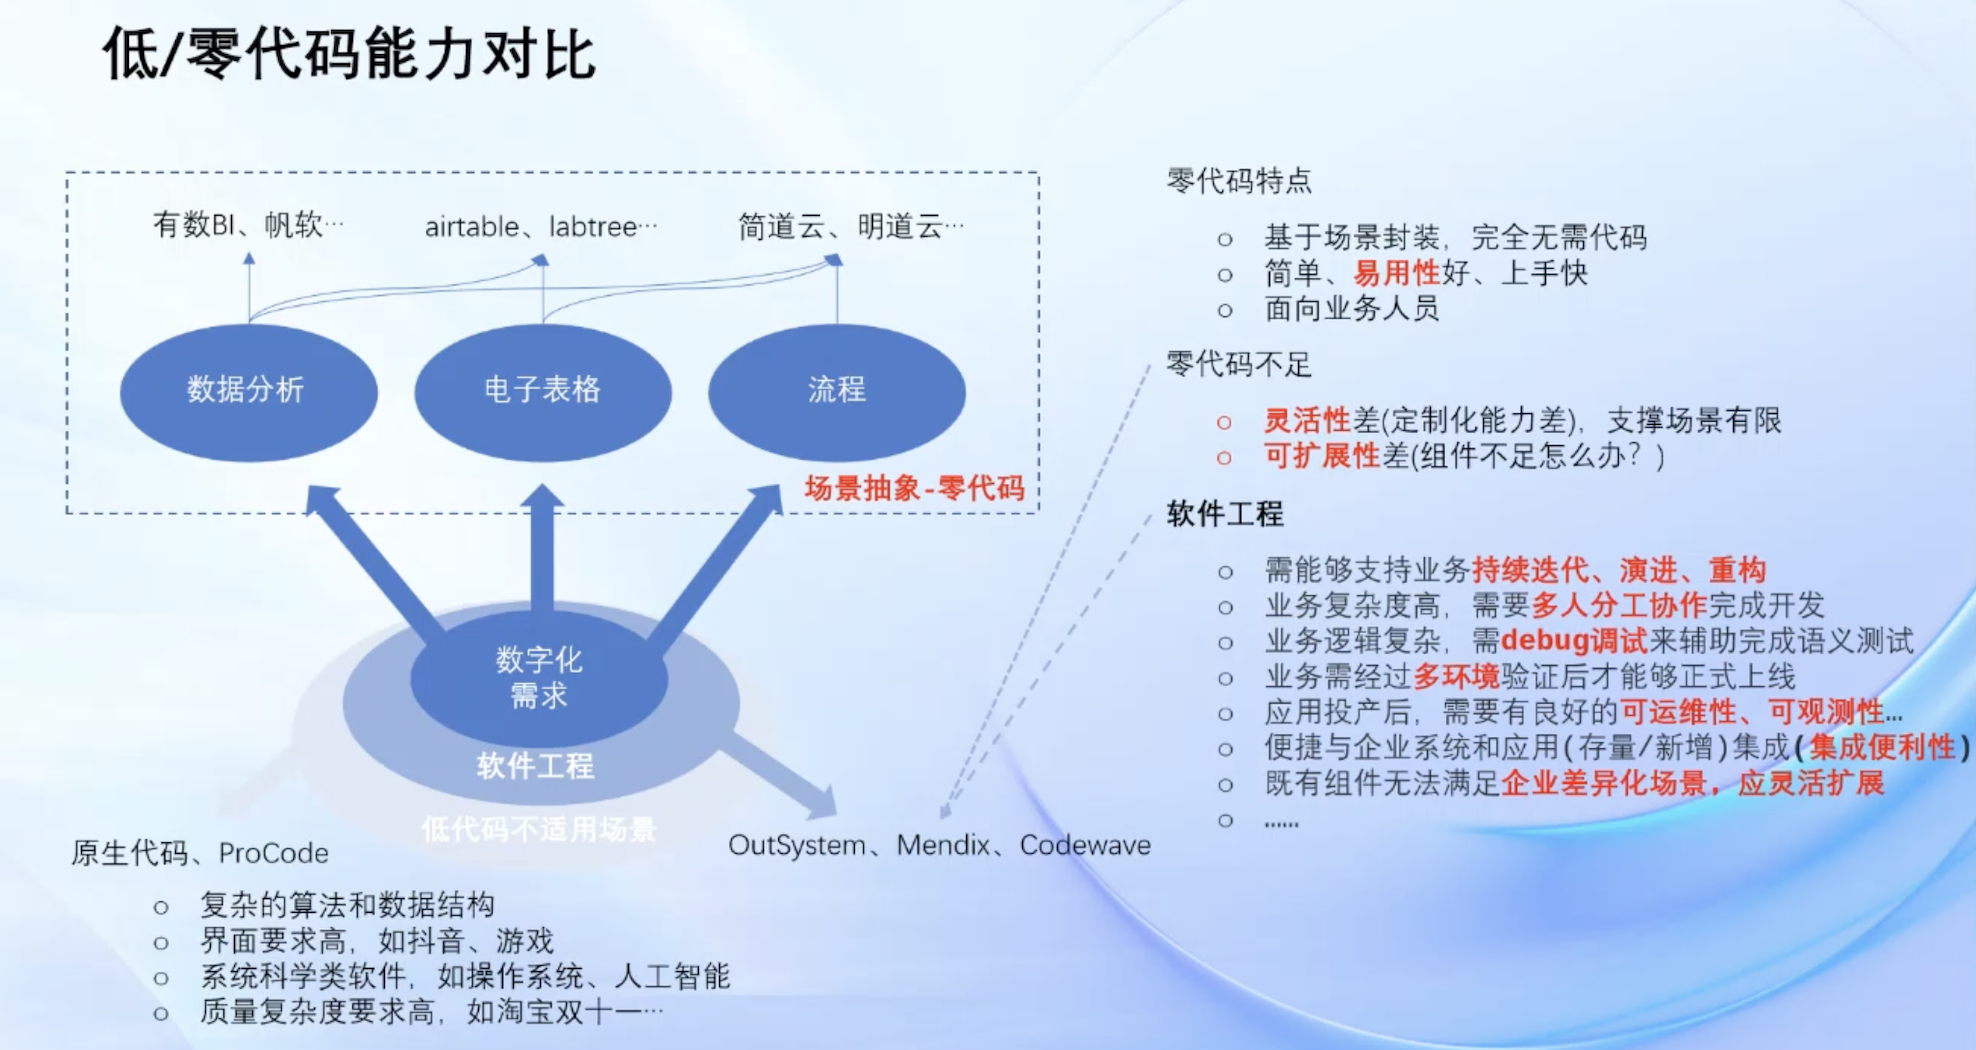 低/零代码能力对比
有数BI、帆软…
airtable、labtree…
简道云、明道云…
数据分析
电子表格
流程
场景抽象-零代码
数字化
需求
软件工程
低代码不适用场景
OutSystem、Mendix、Codewave
原生代码、ProCode
○ 复杂的算法和数据结构
○ 界面要求高，如抖音、游戏
○ 系统科学类软件，如操作系统、人工智能
○ 质量复杂度要求高，如淘宝双十一…
零代码特点
○ 基于场景封装，完全无需代码
○ 简单、易用性好、上手快
○ 面向业务人员
零代码不足
○ 灵活性差(定制化能力差)，支撑场景有限
○ 可扩展性差(组件不足怎么办？)
软件工程
○ 需能够支持业务持续迭代、演进、重构
○ 业务复杂度高，需要多人分工协作完成开发
○ 业务逻辑复杂，需debug调试来辅助完成语义测试
○ 业务需经过多环境验证后才能够正式上线
○ 应用投产后，需要有良好的可运维性、可观测性...
○ 便捷与企业系统和应用(存量/新增)集成(集成便利性)
○ 既有组件无法满足企业差异化场景，应灵活扩展
○ ......